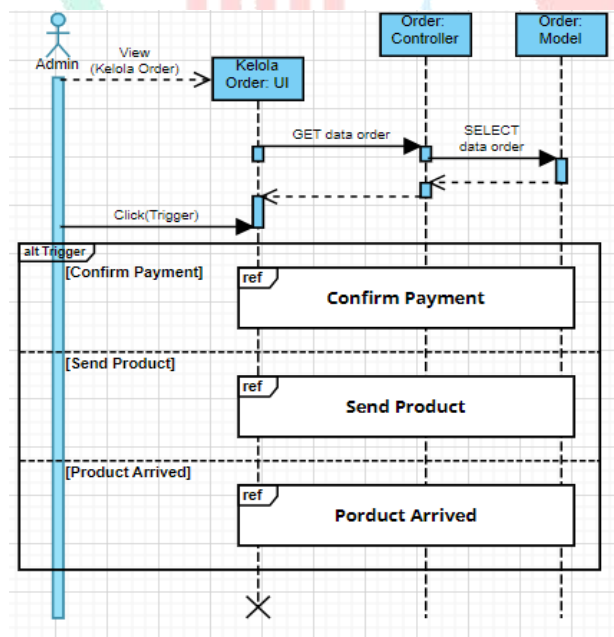 Order:
Controller
Order:
Model
View
(Kelola Order)
Admin
Kelola
Order: UI
GET data order
SELECT
data order
Click(Trigger)
alt Trigger
[Confirm Payment]
ref
Confirm Payment
[Send Product]
ref
Send Product
[Product Arrived]
ref
Porduct Arrived